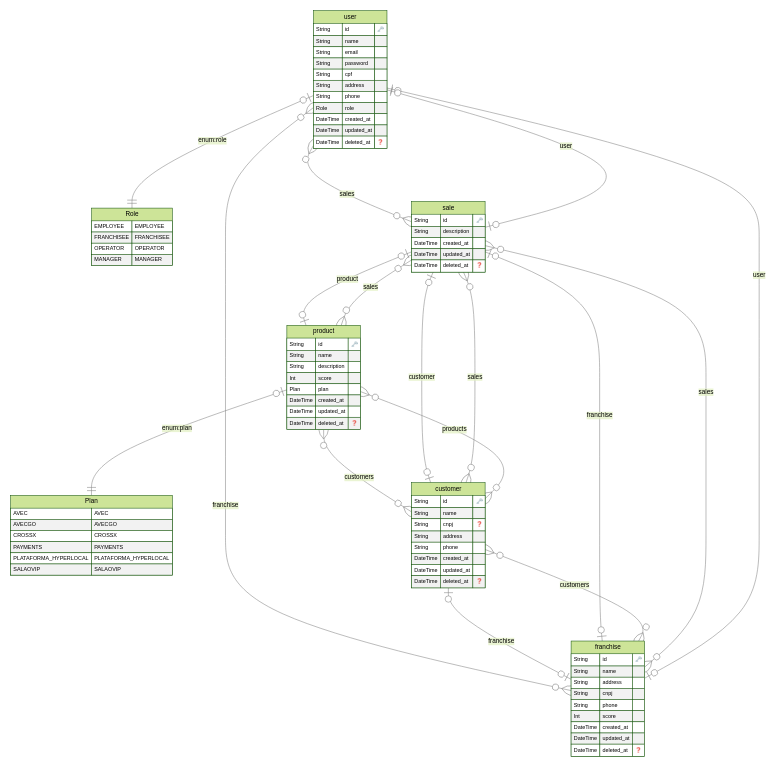 user
String id
String name
String email
String password
String cpf
String address
String phone
Role role
DateTime created_at
DateTime updated_at
DateTime deleted_at ?
enum:role
user
sales
Role
EMPLOYEE EMPLOYEE
FRANCHISEE FRANCHISEE
OPERATOR OPERATOR
MANAGER MANAGER
sale
String id
String description
DateTime created_at
DateTime updated_at
DateTime deleted_at ?
user
product
sales
product
String id
String name
String description
Int score
Plan plan
DateTime created_at
DateTime updated_at
DateTime deleted_at ?
customer
sales
sales
franchise
enum:plan
products
customers
franchise
Plan
AVEC AVEC
AVECGO AVECGO
CROSSX CROSSX
PAYMENTS PAYMENTS
PLATAFORMA_HYPERLOCAL PLATAFORMA_HYPERLOCAL
SALAOVIP SALAOVIP
customer
String id
String name
String cnpj ?
String address
String phone
DateTime created_at
DateTime updated_at
DateTime deleted_at ?
customers
franchise
franchise
String id
String name
String address
String cnpj
String phone
Int score
DateTime created_at
DateTime updated_at
DateTime deleted_at ?